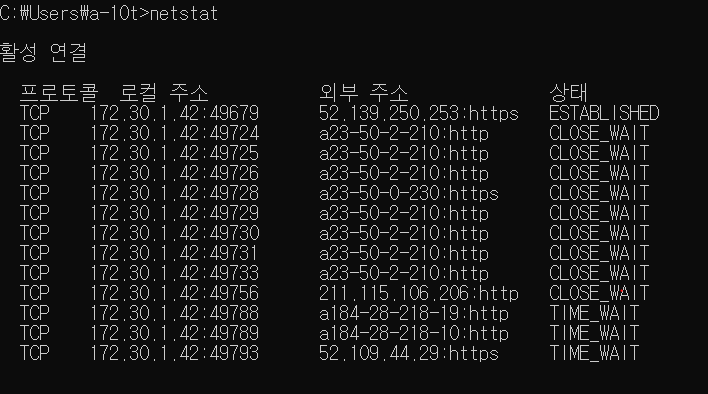 C:₩Users₩a-10t>netstat
활성 연결
프로토콜 로컬 주소 외부 주소 상태
TCP 172.30.1.42:49679 52.139.250.253:https ESTABLISHED
TCP 172.30.1.42:49724 a23-50-2-210:http CLOSE_WAIT
TCP 172.30.1.42:49725 a23-50-2-210:http CLOSE_WAIT
TCP 172.30.1.42:49726 a23-50-2-210:http CLOSE_WAIT
TCP 172.30.1.42:49728 a23-50-0-230:https CLOSE_WAIT
TCP 172.30.1.42:49729 a23-50-2-210:http CLOSE_WAIT
TCP 172.30.1.42:49730 a23-50-2-210:http CLOSE_WAIT
TCP 172.30.1.42:49731 a23-50-2-210:http CLOSE_WAIT
TCP 172.30.1.42:49733 a23-50-2-210:http CLOSE_WAIT
TCP 172.30.1.42:49756 211.115.106.206:http CLOSE_WAIT
TCP 172.30.1.42:49788 a184-28-218-19:http TIME_WAIT
TCP 172.30.1.42:49789 a184-28-218-10:http TIME_WAIT
TCP 172.30.1.42:49793 52.109.44.29:https TIME_WAIT